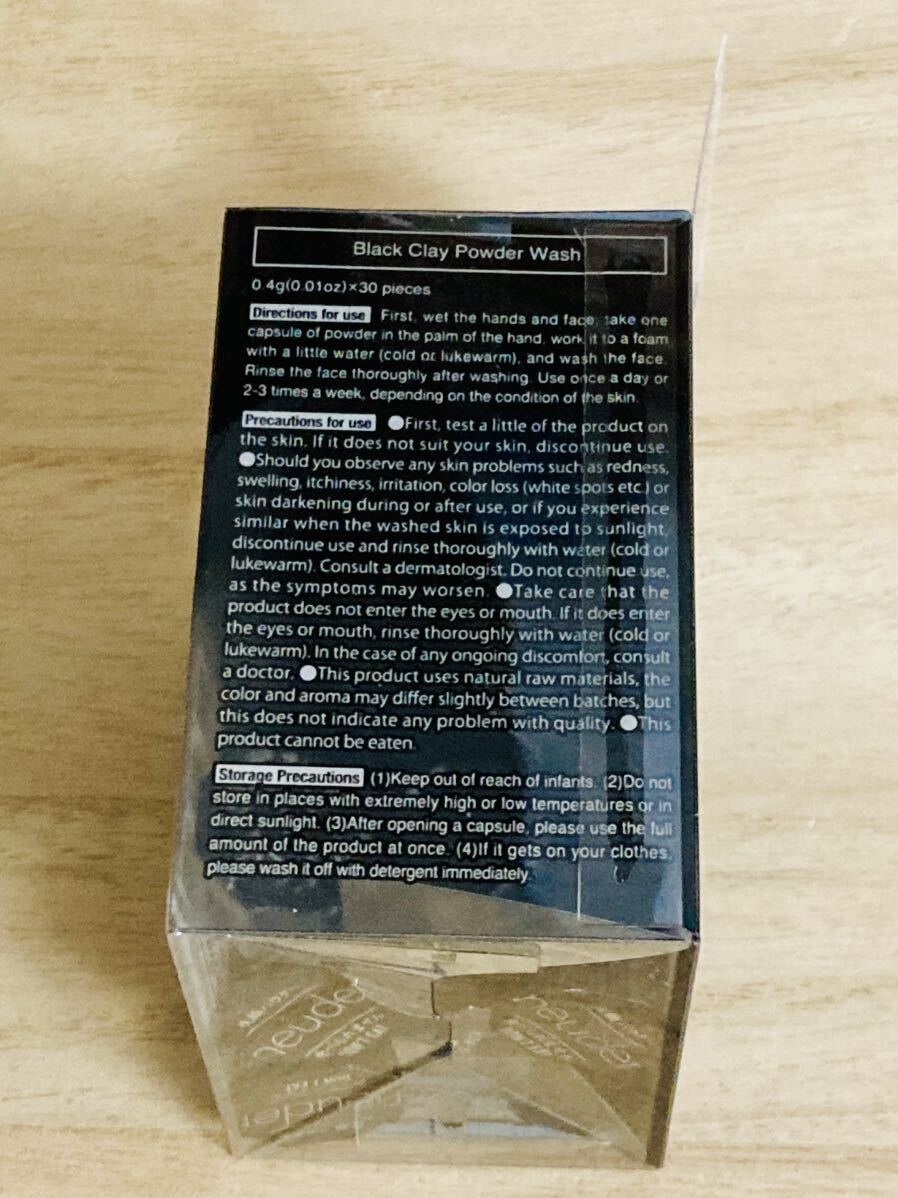 Black Clay Powder Wash
0.4g(0.01oz)×30 pieces
Directions for use First, wet the hands and face, take one
capsule of powder in the palm of the hand, work it to a foam
with a little water (cold or lukewarm), and wash the face.
Rinse the face thoroughly after washing. Use once a day or
2-3 times a week, depending on the condition of the skin.
Precautions for use ●First, test a little of the product on
the skin. If it does not suit your skin, discontinue use.
●Should you observe any skin problems such as redness,
swelling, itchiness, irritation, color loss (white spots etc.) or
skin darkening during or after use, or if you experience
similar when the washed skin is exposed to sunlight,
discontinue use and rinse thoroughly with water (cold or
lukewarm). Consult a dermatologist. Do not continue use,
as the symptoms may worsen. ●Take care that the
product does not enter the eyes or mouth. If it does enter
the eyes or mouth, rinse thoroughly with water (cold or
lukewarm). In the case of any ongoing discomfort, consult
a doctor. ●This product uses natural raw materials, the
color and aroma may differ slightly between batches, but
this does not indicate any problem with quality. ●This
product cannot be eaten.
Storage Precautions (1)Keep out of reach of infants. (2)Do not
store in places with extremely high or low temperatures or in
direct sunlight. (3)After opening a capsule, please use the full
amount of the product at once. (4)If it gets on your clothes,
please wash it off with detergent immediately.